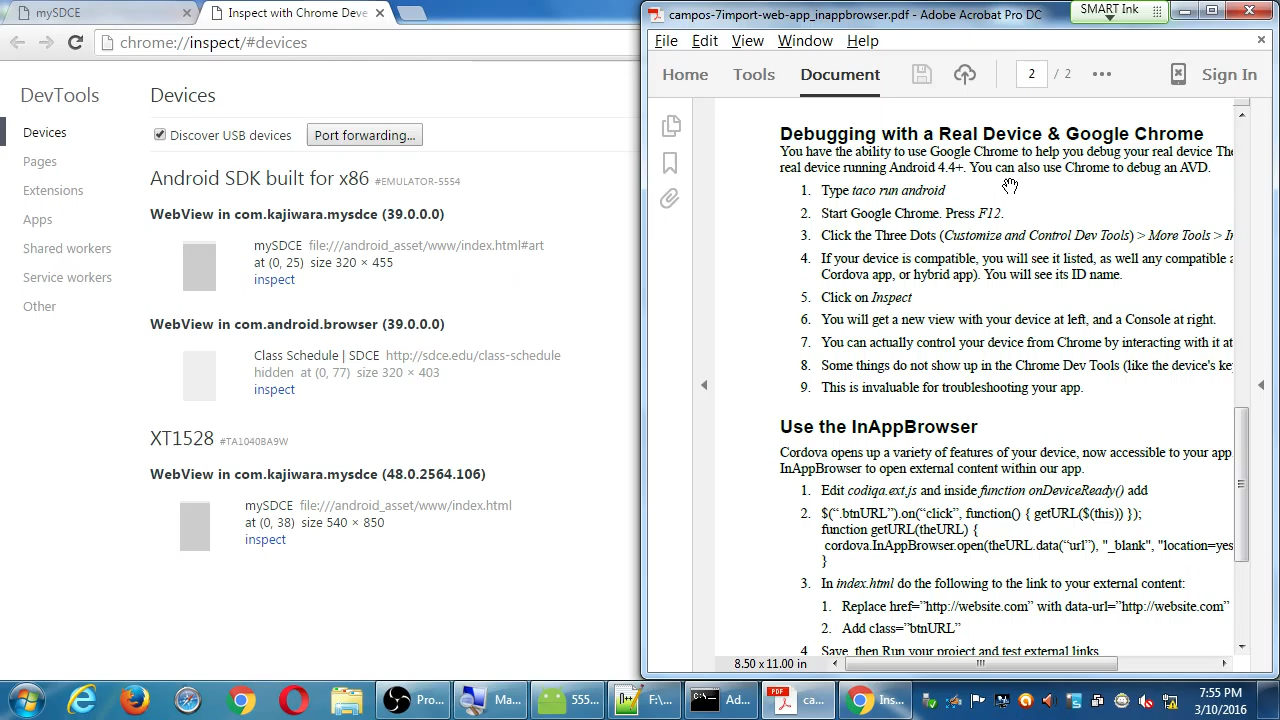 mySDCE
Inspect with Chrome Deve
chrome://inspect/#devices
DevTools
Devices
Pages
Extensions
Apps
Shared workers
Service workers
Other
Devices
Discover USB devices
Port forwarding...
Android SDK built for x86 #EMULATOR-5554
WebView in com.kajiwara.mysdce (39.0.0.0)
mySDCE file:///android_asset/www/index.html#art
at (0, 25) size 320 × 455
inspect
WebView in com.android.browser (39.0.0.0)
Class Schedule | SDCE http://sdce.edu/class-schedule
hidden at (0, 77) size 320 × 403
inspect
XT1528 #TA1040BA9W
WebView in com.kajiwara.mysdce (48.0.2564.106)
mySDCE file:///android_asset/www/index.html
at (0, 38) size 540 × 850
inspect
campos-7import-web-app_inappbrowser.pdf - Adobe Acrobat Pro DC
SMART Ink
File Edit View Window Help
Home Tools Document 2 / 2 Sign In
Debugging with a Real Device & Google Chrome
You have the ability to use Google Chrome to help you debug your real device The
real device running Android 4.4+. You can also use Chrome to debug an AVD.
1. Type taco run android
2. Start Google Chrome. Press F12.
3. Click the Three Dots (Customize and Control Dev Tools) > More Tools > In
4. If your device is compatible, you will see it listed, as well any compatible a
Cordova app, or hybrid app). You will see its ID name.
5. Click on Inspect
6. You will get a new view with your device at left, and a Console at right.
7. You can actually control your device from Chrome by interacting with it at
8. Some things do not show up in the Chrome Dev Tools (like the device's key
9. This is invaluable for troubleshooting your app.
Use the InAppBrowser
Cordova opens up a variety of features of your device, now accessible to your app.
InAppBrowser to open external content within our app.
1. Edit codiqa.ext.js and inside function onDeviceReady() add
2. $(“.btnURL”).on(“click”, function() { getURL($(this)) });
function getURL(theURL) {
cordova.InAppBrowser.open(theURL.data(“url”), "_blank", "location=yes
}
3. In index.html do the following to the link to your external content:
1. Replace href=”http://website.com” with data-url=”http://website.com”
2. Add class=”btnURL”
4. Save, then Run your project and test external links
8.50 x 11.00 in
Pro...
Ma...
555...
F:\...
Ad...
ca...
Ins...
7:55 PM
3/10/2016